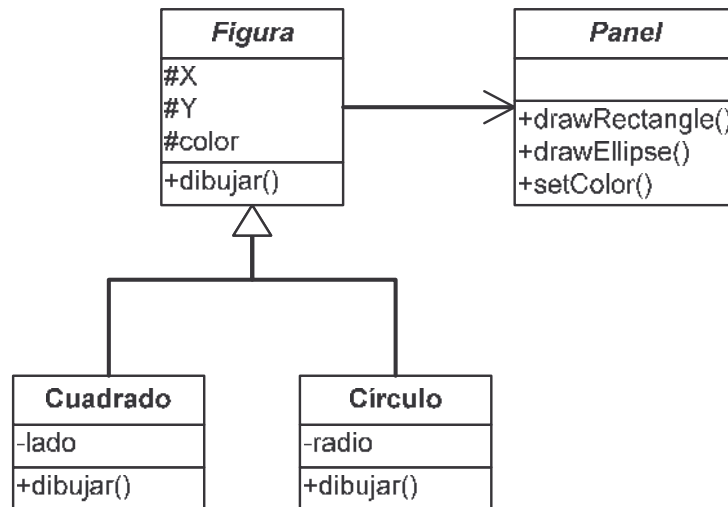 Figura
#X
#Y
#color
+dibujar()
Panel
+drawRectangle()
+drawEllipse()
+setColor()
Cuadrado
-lado
+dibujar()
Círculo
-radio
+dibujar()